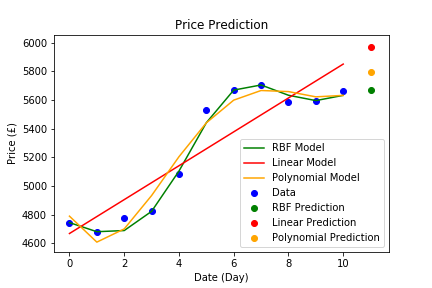 Price Prediction
6000
5800
5600
5400
5200
5000
4800
4600
Price (£)
RBF Model
Linear Model
Polynomial Model
Data
RBF Prediction
Linear Prediction
Polynomial Prediction
0 2 4 6 8 10
Date (Day)